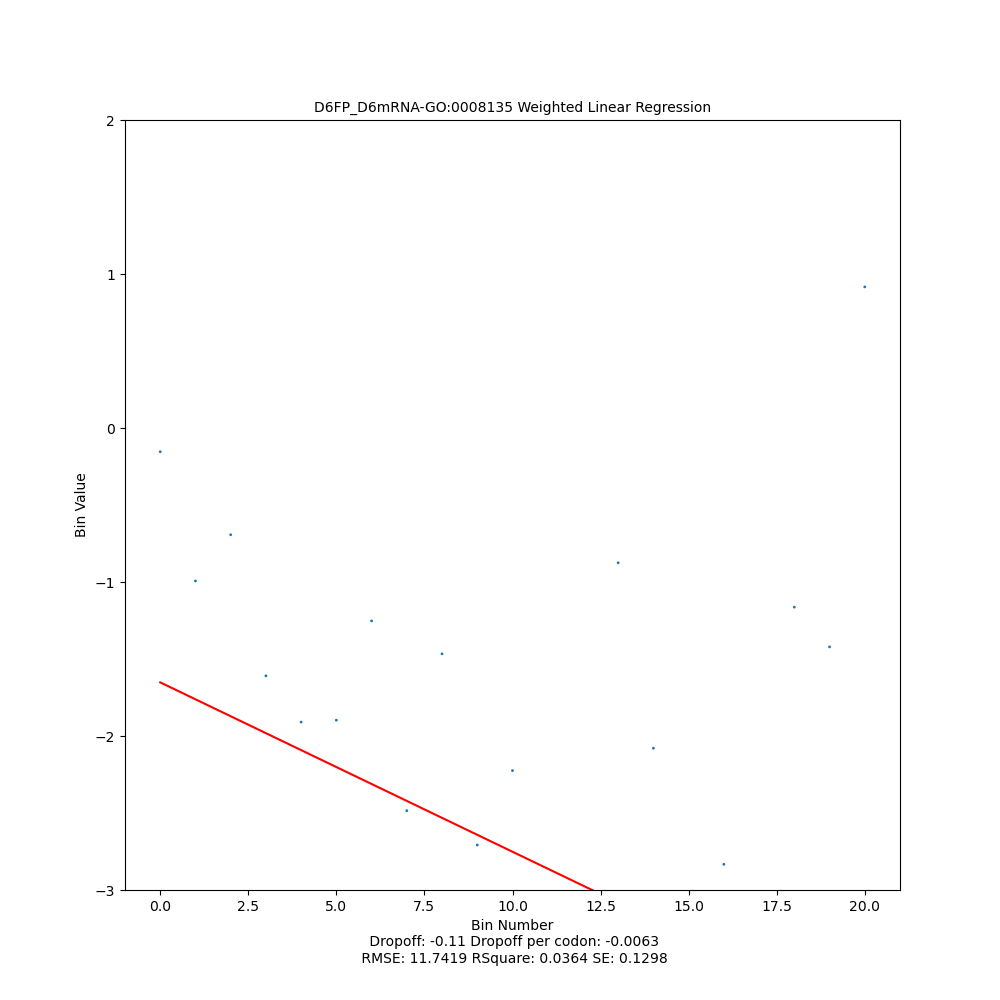 D6FP_D6mRNA-GO:0008135 Weighted Linear Regression
2
1
0
−1
−2
−3
Bin Value
0.0 2.5 5.0 7.5 10.0 12.5 15.0 17.5 20.0
Bin Number
Dropoff: -0.11 Dropoff per codon: -0.0063
RMSE: 11.7419 RSquare: 0.0364 SE: 0.1298